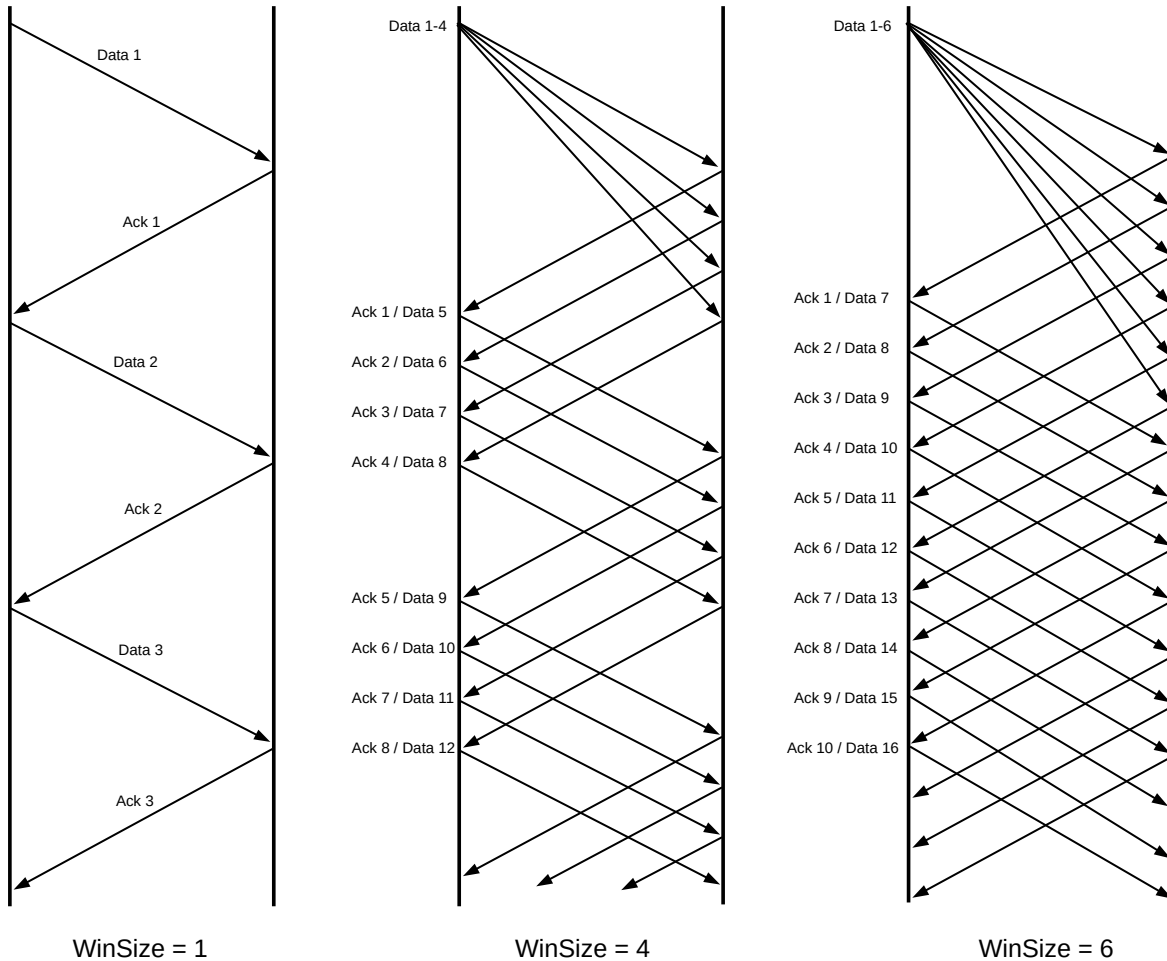 Data 1
Ack 1
Data 2
Ack 2
Data 3
Ack 3
WinSize = 1
Data 1-4
Ack 1 / Data 5
Ack 2 / Data 6
Ack 3 / Data 7
Ack 4 / Data 8
Ack 5 / Data 9
Ack 6 / Data 10
Ack 7 / Data 11
Ack 8 / Data 12
WinSize = 4
Data 1-6
Ack 1 / Data 7
Ack 2 / Data 8
Ack 3 / Data 9
Ack 4 / Data 10
Ack 5 / Data 11
Ack 6 / Data 12
Ack 7 / Data 13
Ack 8 / Data 14
Ack 9 / Data 15
Ack 10 / Data 16
WinSize = 6